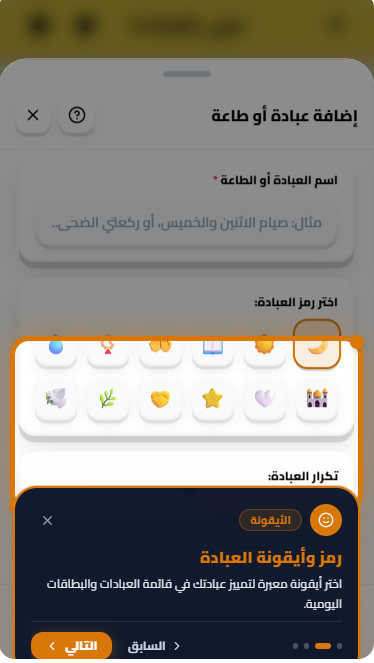 إضافة عبادة أو طاعة
اسم العبادة أو الطاعة *
مثال: صيام الاثنين والخميس، أو ركعتي الضحى..
اختر رمز العبادة:
تكرار العبادة:
الأيقونة
رمز وأيقونة العبادة
اختر أيقونة معبرة لتمييز عبادتك في قائمة العبادات والبطاقات
اليومية.
السابق
التالي